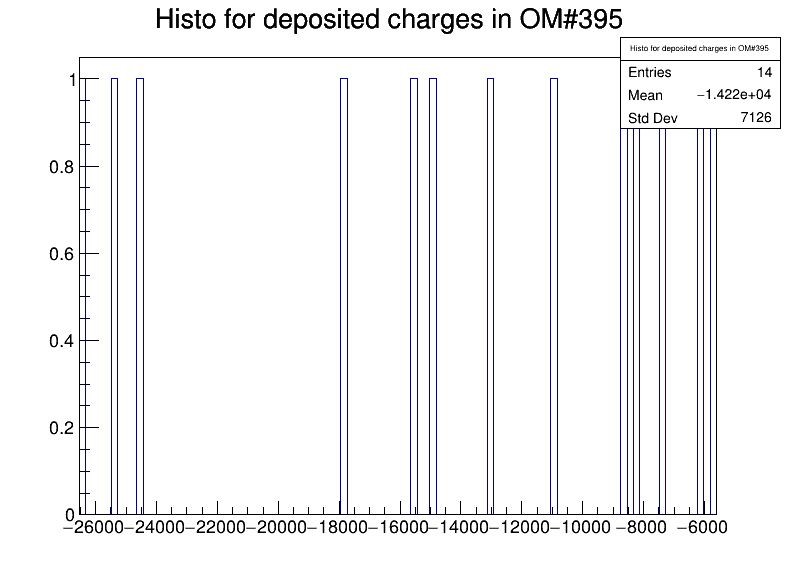 Histo for deposited charges in OM#395
Histo for deposited charges in OM#395
Entries 14
Mean −1.422e+04
Std Dev 7126
1
0.8
0.6
0.4
0.2
0
−26000 −24000 −22000 −20000 −18000 −16000 −14000 −12000 −10000 −8000 −6000